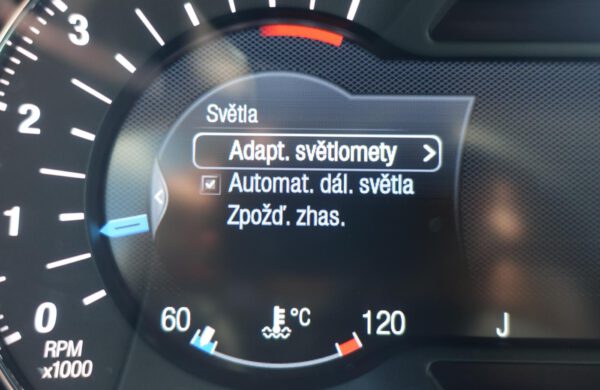 3
2
1
0
RPM
x1000
Světla
Adapt. světlomety
Automat. dál. světla
Zpožď. zhas.
60 °C 120
J